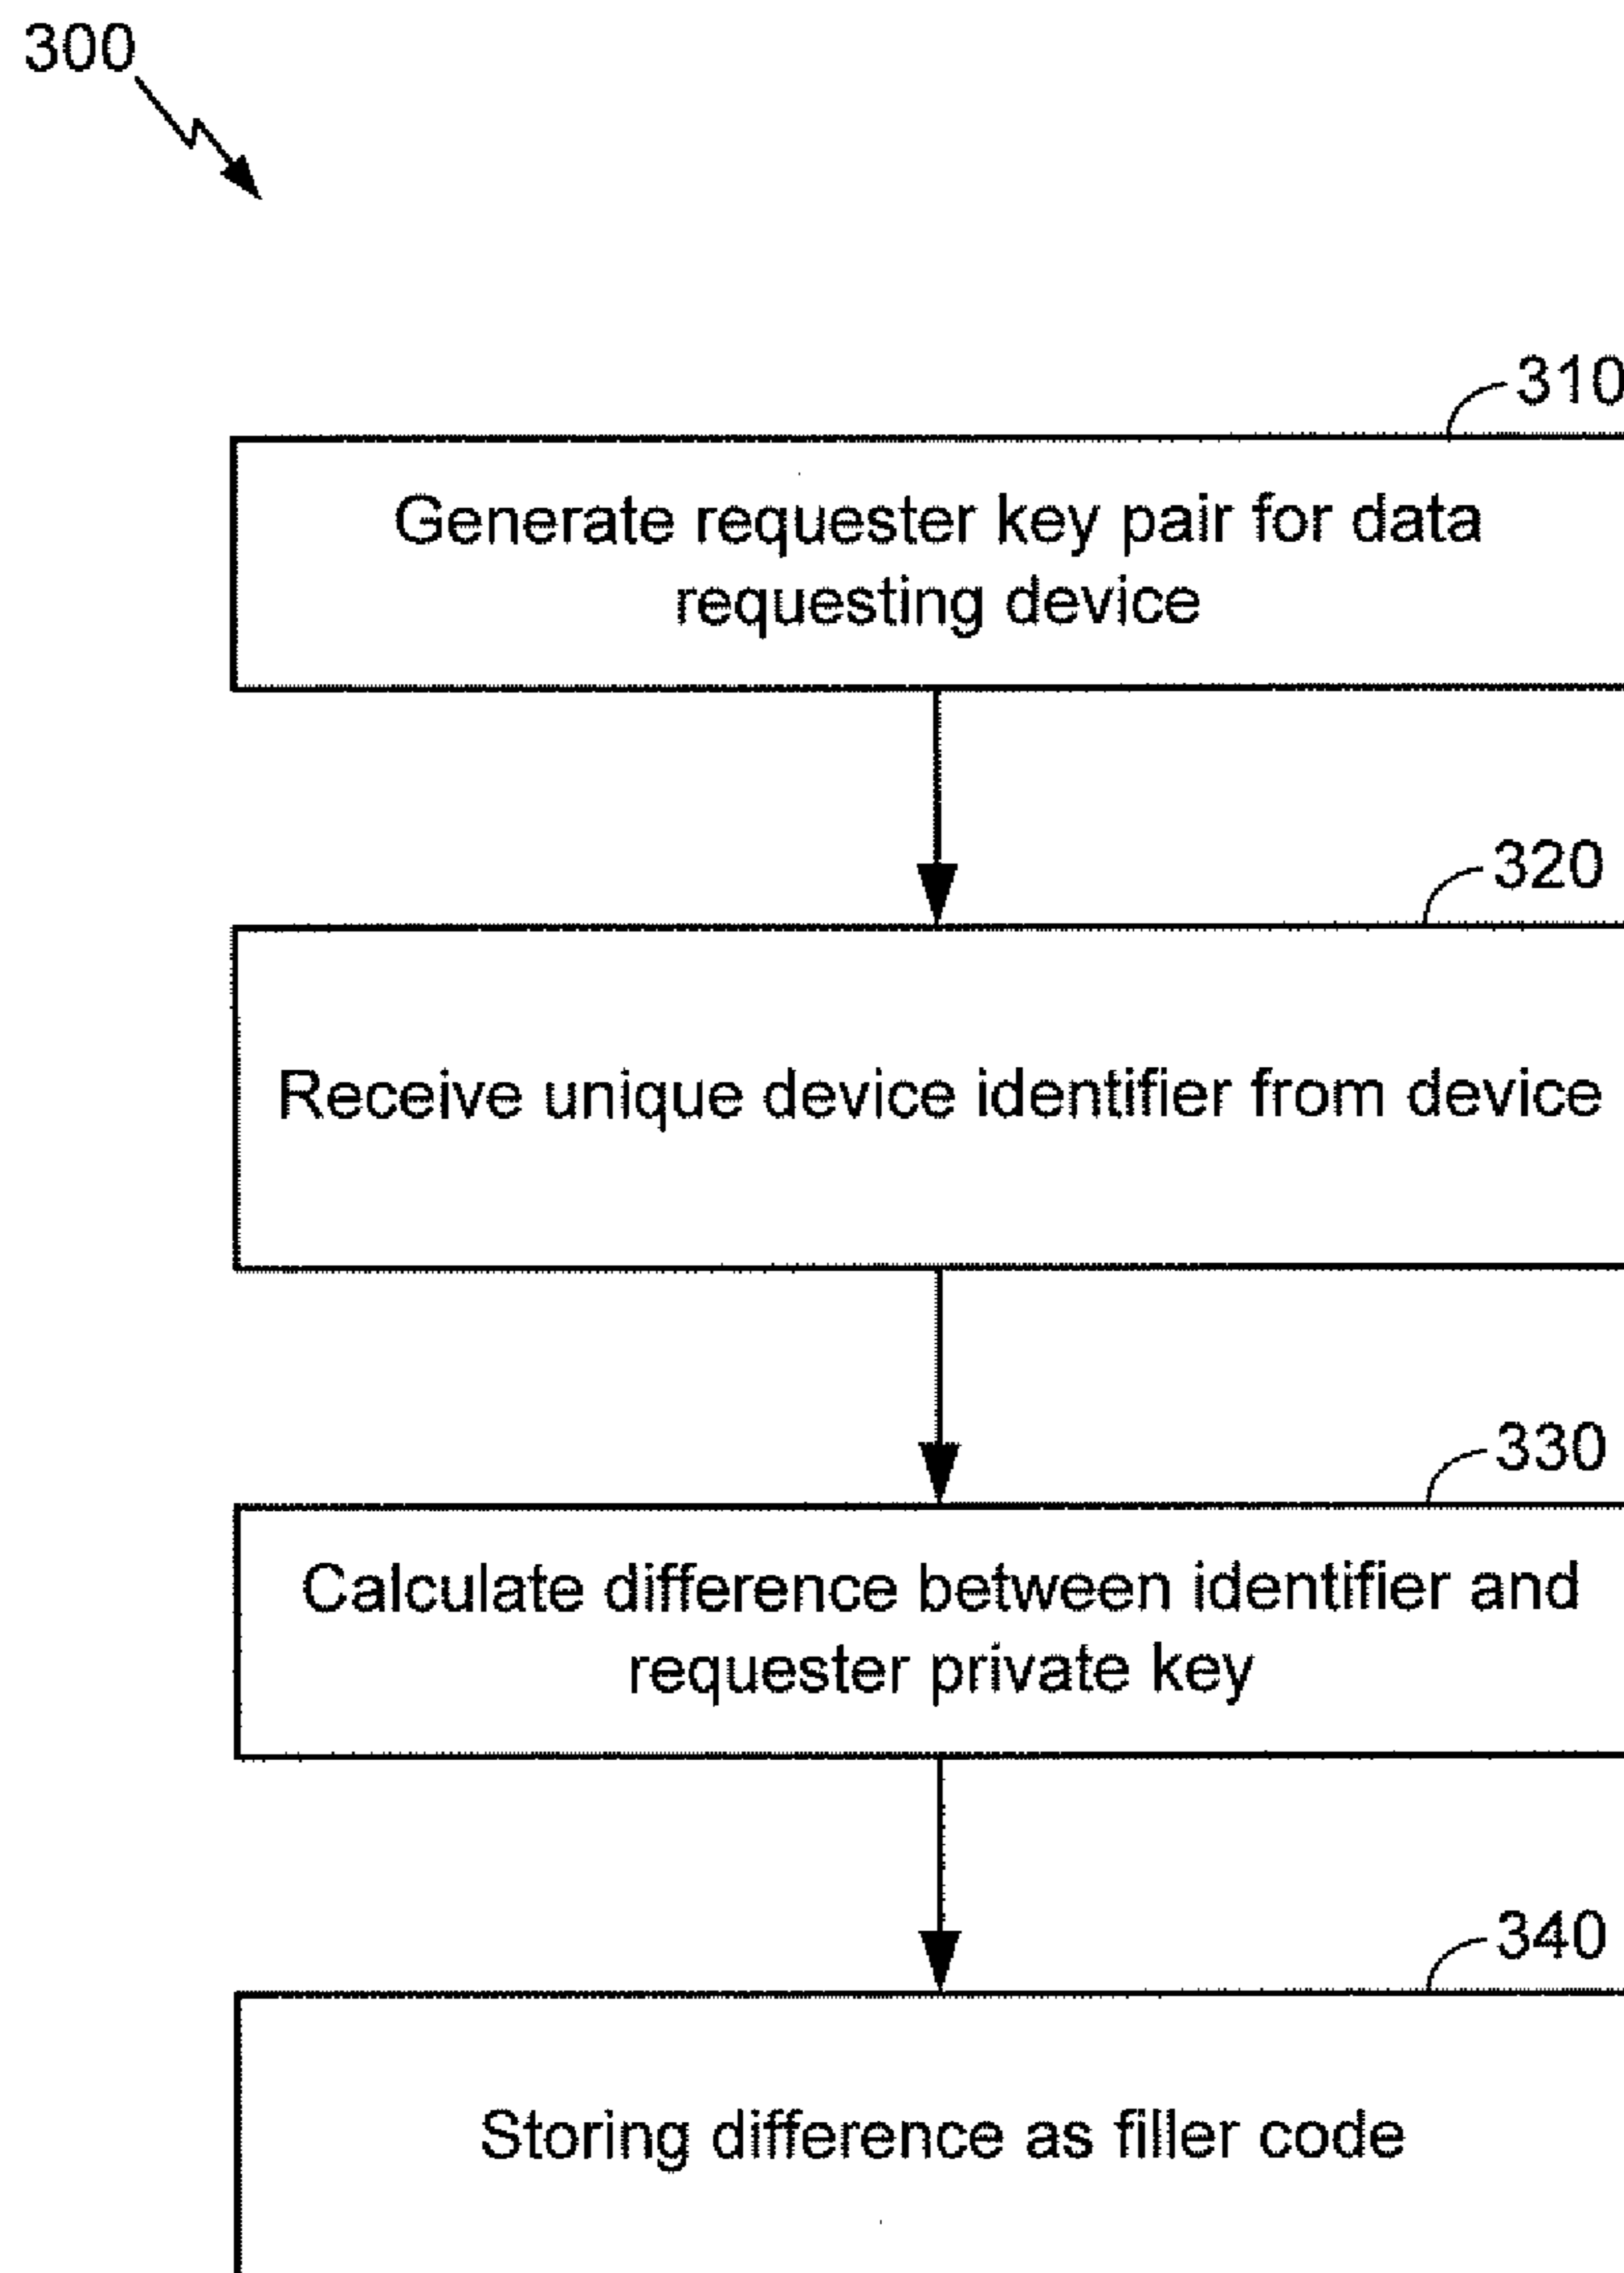 300
310
Generate requester key pair for data
requesting device
320
Receive unique device identifier from device
330
Calculate difference between identifier and
requester private key
340
Storing difference as filler code